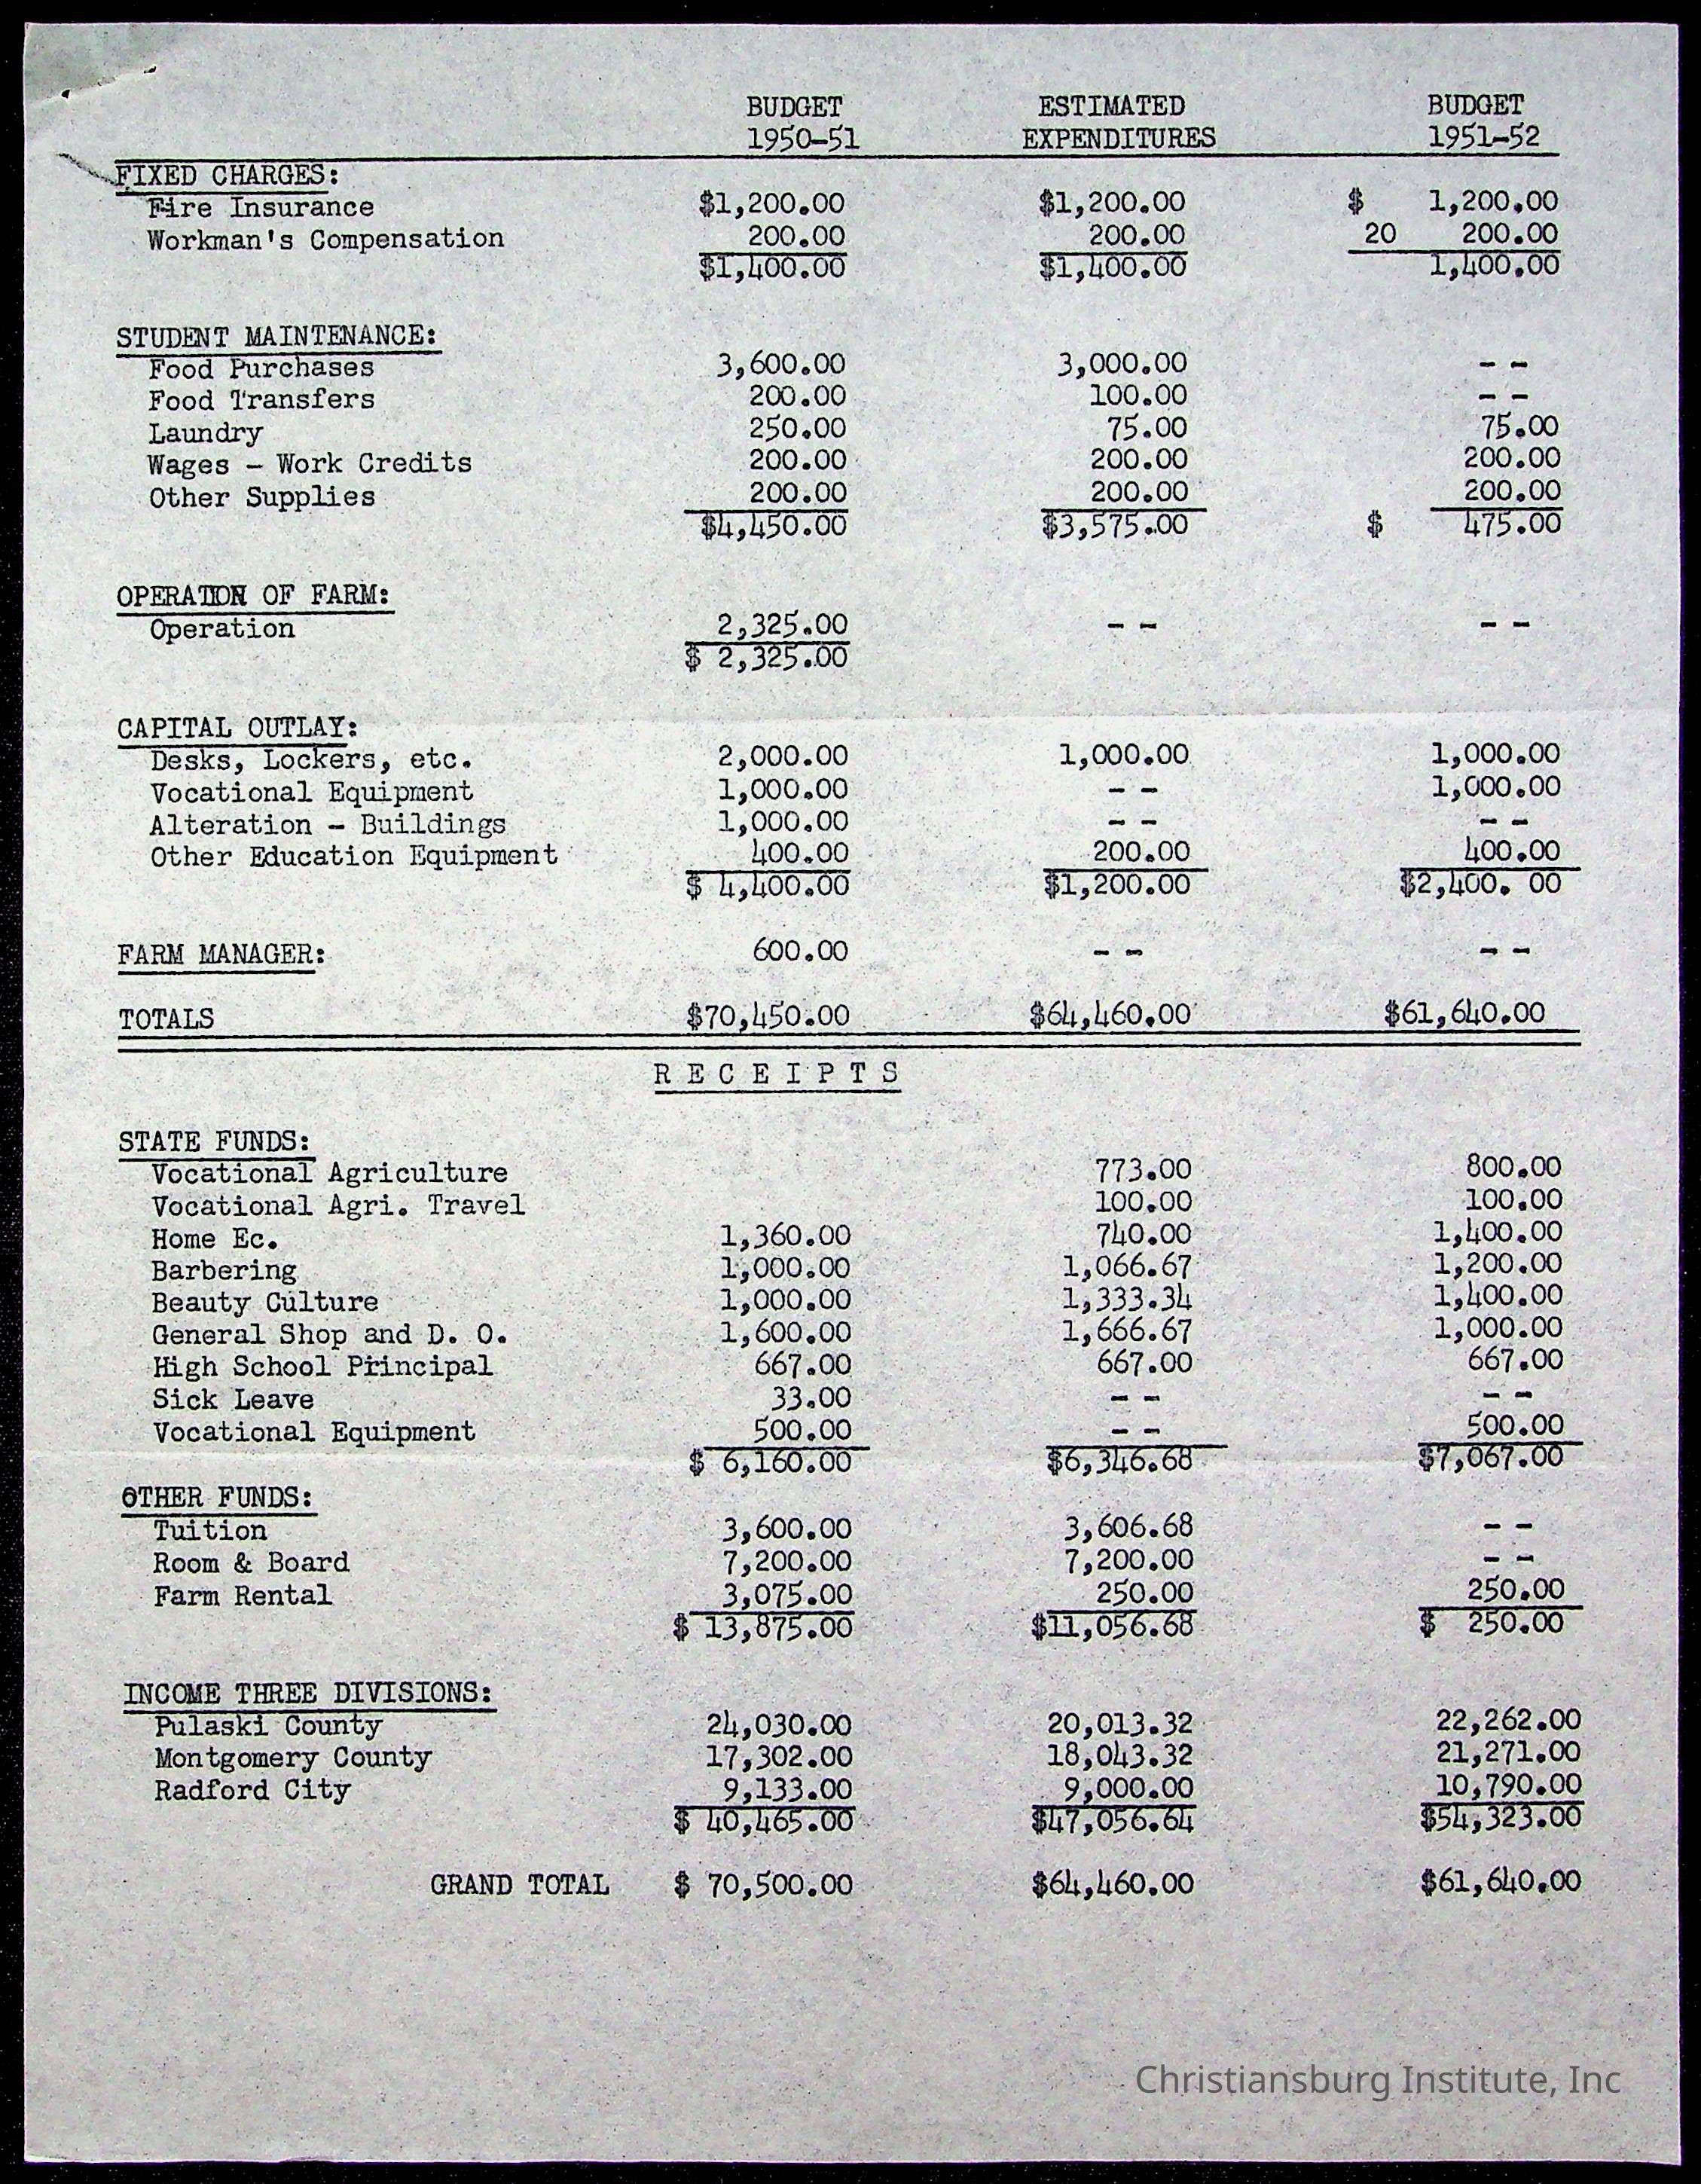 BUDGET ESTIMATED BUDGET
1950-51 EXPENDITURES 1951-52
FIXED CHARGES:
Fire Insurance $1,200.00 $1,200.00 $ 1,200.00
Workman's Compensation 200.00 200.00 20 200.00
$1,400.00 $1,400.00 1,400.00
STUDENT MAINTENANCE:
Food Purchases 3,600.00 3,000.00 - -
Food Transfers 200.00 100.00 - -
Laundry 250.00 75.00 75.00
Wages - Work Credits 200.00 200.00 200.00
Other Supplies 200.00 200.00 200.00
$4,450.00 $3,575.00 $ 475.00
OPERATION OF FARM:
Operation 2,325.00 - - - -
$ 2,325.00
CAPITAL OUTLAY:
Desks, Lockers, etc. 2,000.00 1,000.00 1,000.00
Vocational Equipment 1,000.00 - - 1,000.00
Alteration - Buildings 1,000.00 - - - -
Other Education Equipment 400.00 200.00 400.00
$ 4,400.00 $1,200.00 $2,400. 00
FARM MANAGER: 600.00 - - - -
TOTALS $70,450.00 $64,460.00 $61,640.00
R E C E I P T S
STATE FUNDS:
Vocational Agriculture 773.00 800.00
Vocational Agri. Travel 100.00 100.00
Home Ec. 1,360.00 740.00 1,400.00
Barbering 1,000.00 1,066.67 1,200.00
Beauty Culture 1,000.00 1,333.34 1,400.00
General Shop and D. O. 1,600.00 1,666.67 1,000.00
High School Principal 667.00 667.00 667.00
Sick Leave 33.00 - - - -
Vocational Equipment 500.00 - - 500.00
$ 6,160.00 $6,346.68 $7,067.00
OTHER FUNDS:
Tuition 3,600.00 3,606.68 - -
Room & Board 7,200.00 7,200.00 - -
Farm Rental 3,075.00 250.00 250.00
$ 13,875.00 $11,056.68 $ 250.00
INCOME THREE DIVISIONS:
Pulaski County 24,030.00 20,013.32 22,262.00
Montgomery County 17,302.00 18,043.32 21,271.00
Radford City 9,133.00 9,000.00 10,790.00
$ 40,465.00 $47,056.64 $54,323.00
GRAND TOTAL $ 70,500.00 $64,460.00 $61,640.00
Christiansburg Institute, Inc